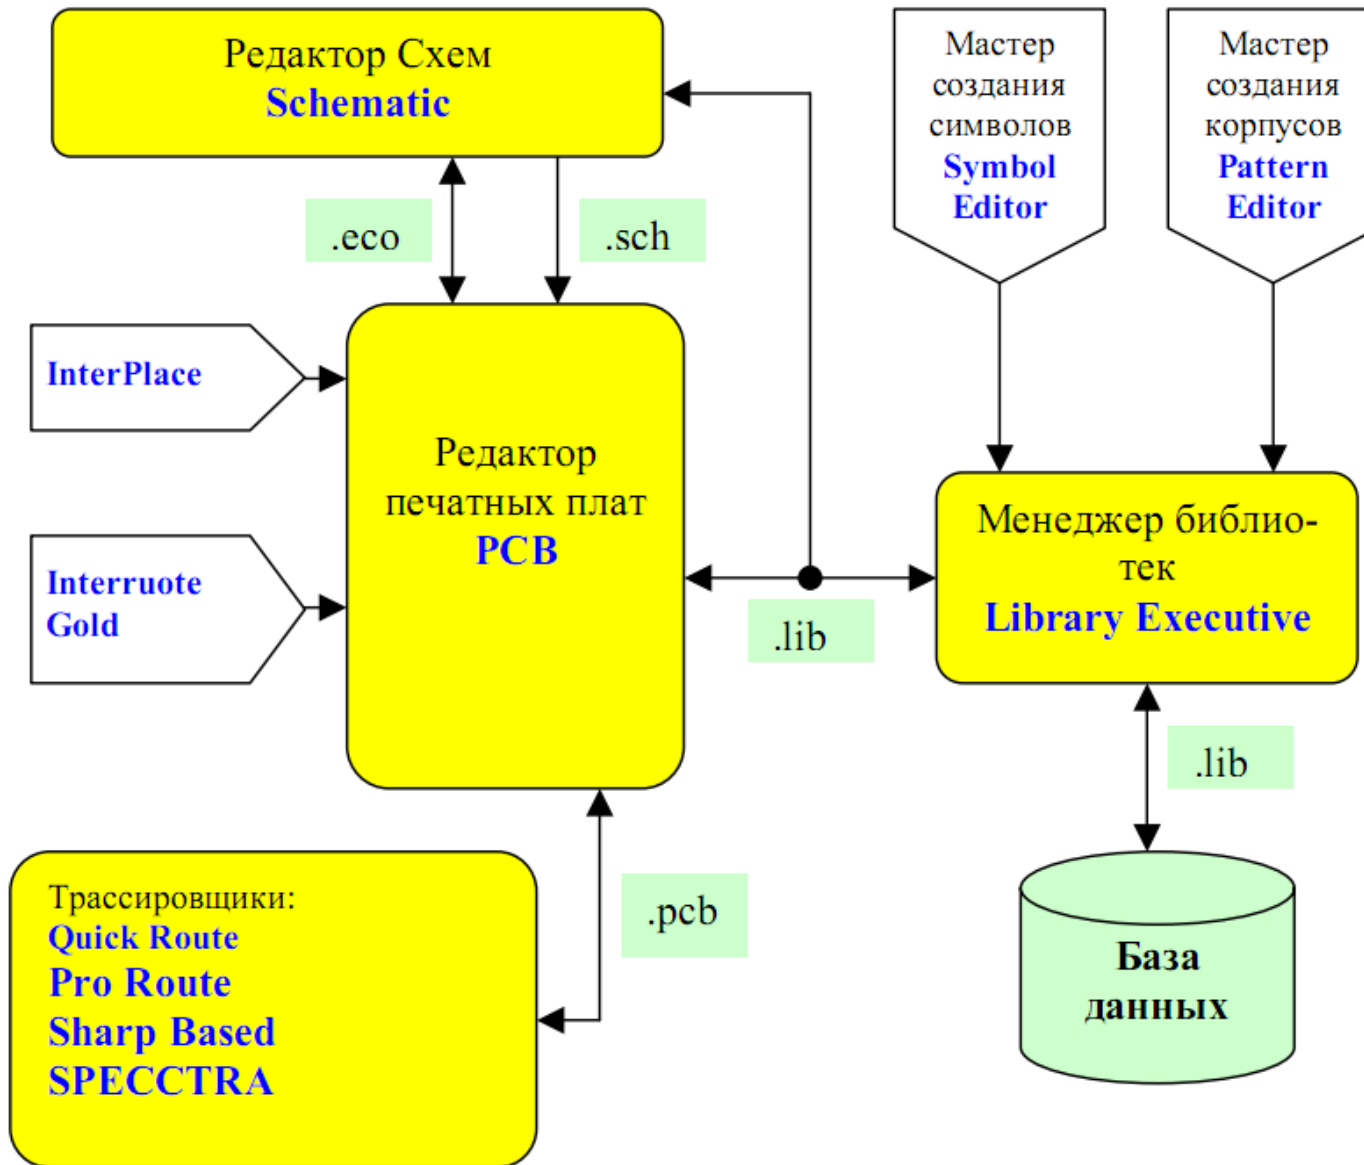 Редактор Схем
Schematic
Мастер
создания
символов
Symbol
Editor
Мастер
создания
корпусов
Pattern
Editor
.eco
.sch
InterPlace
Редактор
печатных плат
PCB
Interruote
Gold
Менеджер библио-
тек
Library Executive
.lib
.lib
Трассировщики:
Quick Route
Pro Route
Sharp Based
SPECCTRA
.pcb
База
данных